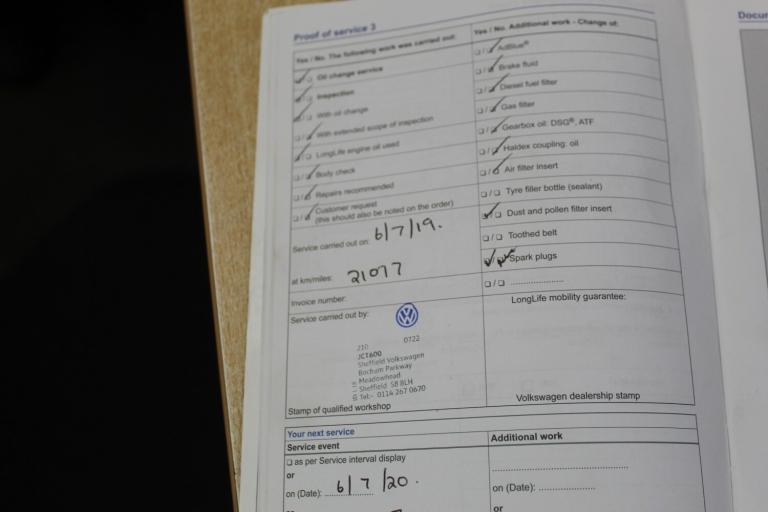 Docu
Proof of service 3
Yes / No. The following work was carried out:
Oil change service
Inspection
With oil change
With extended scope of inspection
LongLife engine oil used
Body check
Repairs recommended
Customer request
(this should also be noted on the order)
Service carried out on: 6/7/19.
at km/miles: 21077
Invoice number:
Service carried out by:
210 0722
JCT600
Sheffield Volkswagen
Bochum Parkway
Meadowhead
Sheffield S8 8LH
Tel:- 0114 267 0670
Stamp of qualified workshop
Yes / No. Additional work - Change of:
AdBlue®
Brake fluid
Diesel fuel filter
Gas filter
Gearbox oil: DSG®, ATF
Haldex coupling: oil
Air filter insert
Tyre filler bottle (sealant)
Dust and pollen filter insert
Toothed belt
Spark plugs
LongLife mobility guarantee:
Volkswagen dealership stamp
Your next service
Service event
as per Service interval display
or
on (Date): 6/7/20.
Additional work
on (Date):
or